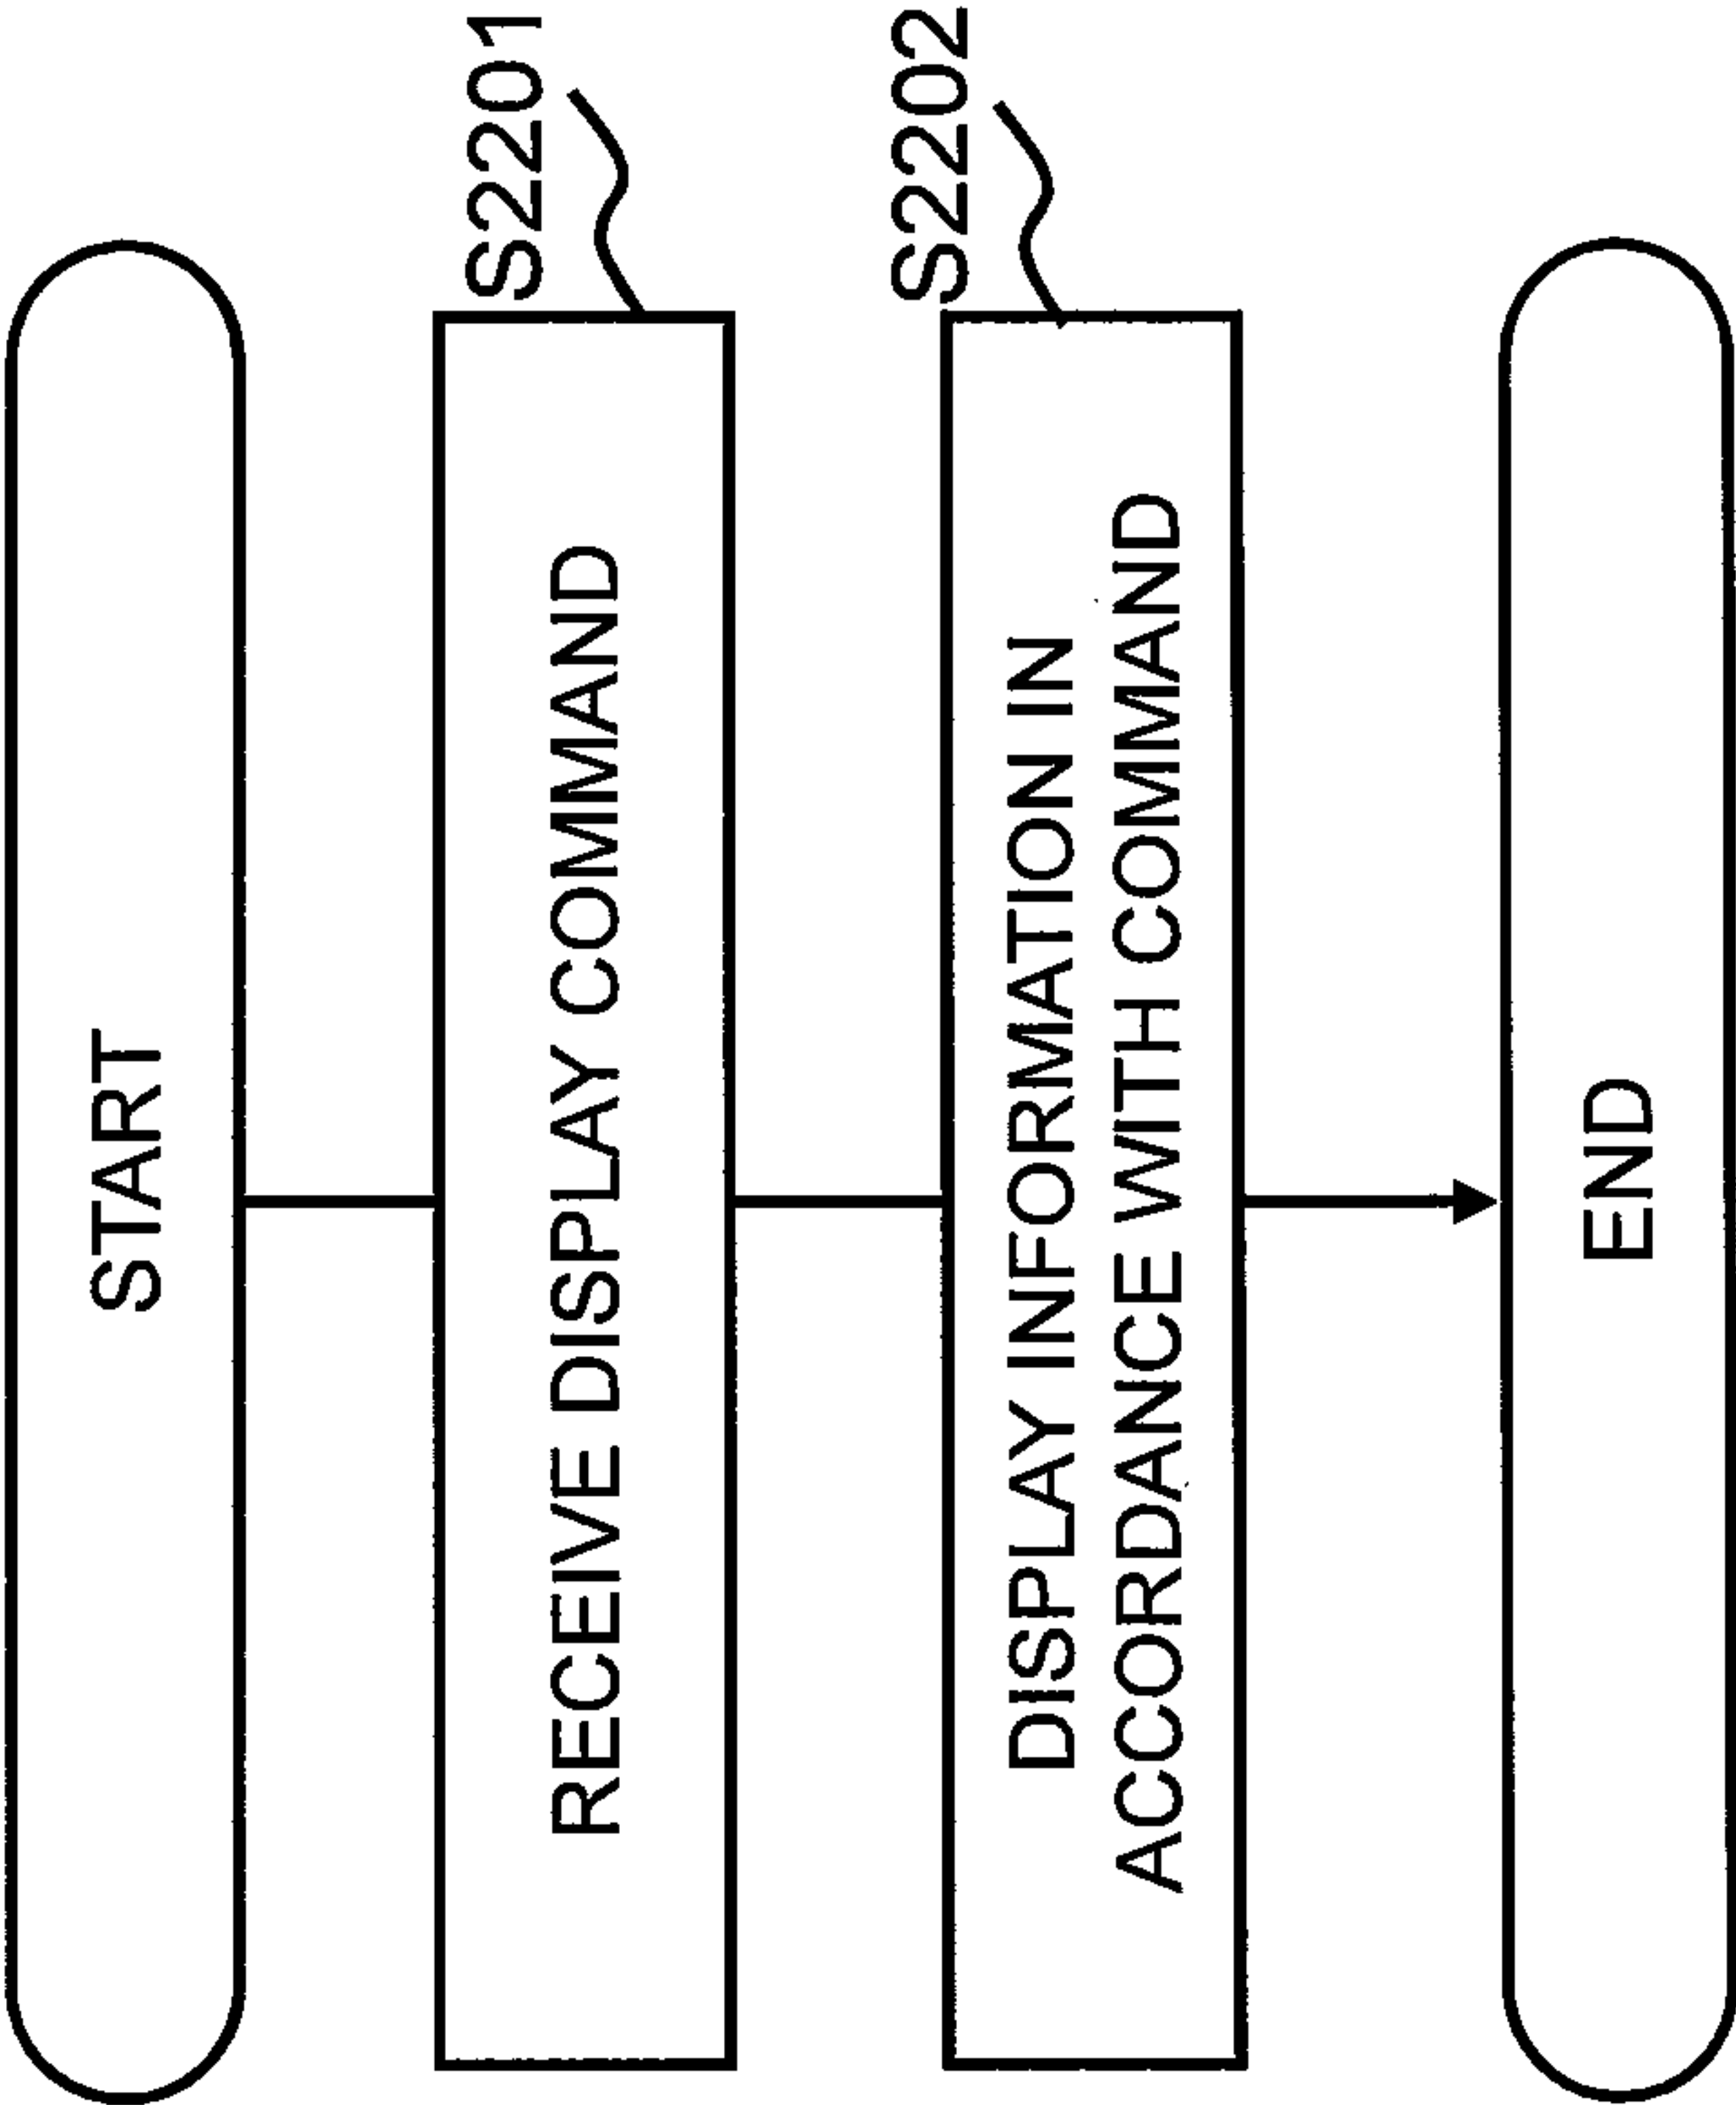 START
S2201
RECEIVE DISPLAY COMMAND
S2202
DISPLAY INFORMATION IN
ACCORDANCE WITH COMMAND
END